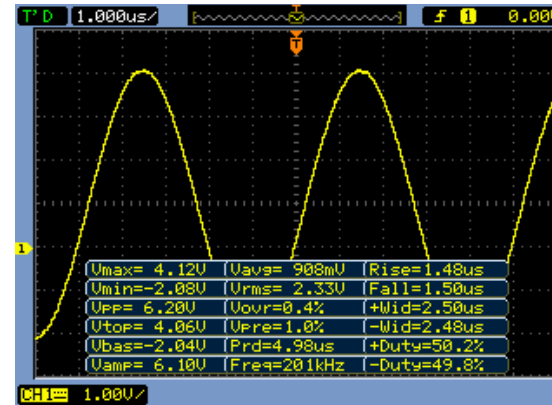 T'D 1.000us/ T f 1 0.00V
T
1
Vmax= 4.12V Vavg= 908mV Rise=1.48us
Vmin=-2.08V Vrms= 2.33V Fall=1.50us
VPP= 6.20V Vovr=0.4% +Wid=2.50us
Vtop= 4.06V Vpre=1.0% -Wid=2.48us
Vbas=-2.04V Prd=4.98us +Duty=50.2%
Vamp= 6.10V Freq=201kHz -Duty=49.8%
CH1 1.00V/